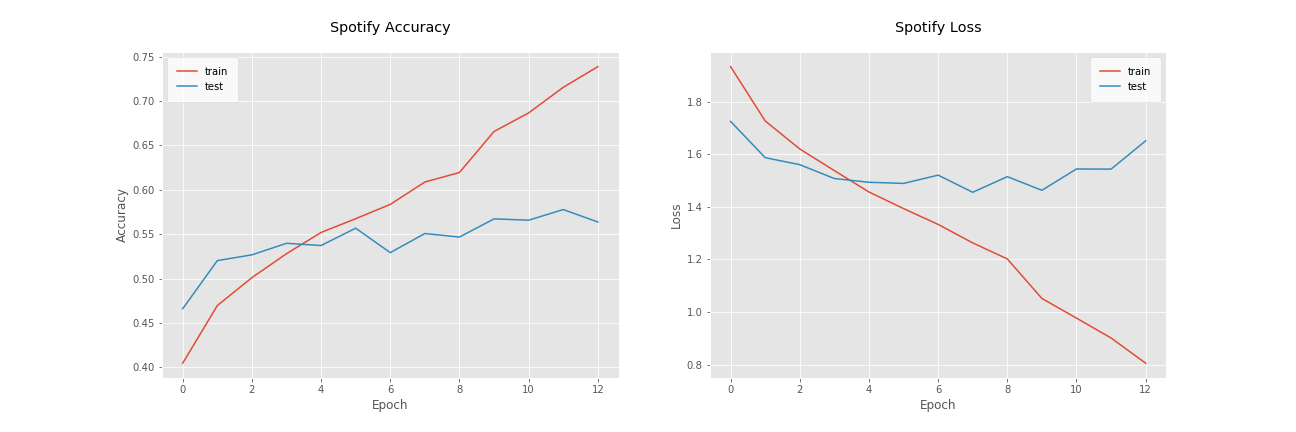 Spotify Accuracy
train
test
0.75
0.70
0.65
0.60
0.55
0.50
0.45
0.40
Accuracy
0 2 4 6 8 10 12
Epoch
Spotify Loss
train
test
1.8
1.6
1.4
1.2
1.0
0.8
Loss
0 2 4 6 8 10 12
Epoch